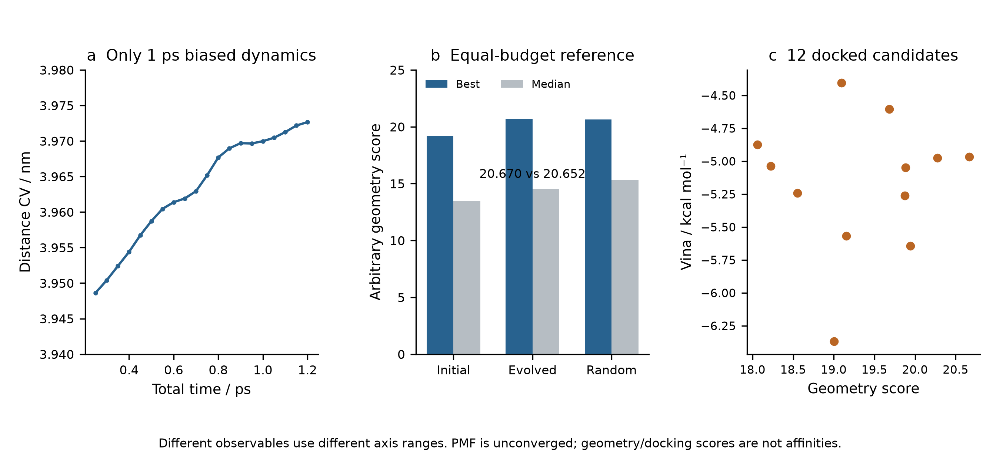 a  Only 1 ps biased dynamics
3.980
3.975
3.970
3.965
3.960
3.955
3.950
3.945
3.940
Distance CV / nm
0.4 0.6 0.8 1.0 1.2
Total time / ps
b  Equal-budget reference
Best Median
25
20
15
10
5
0
Arbitrary geometry score
20.670 vs 20.652
Initial Evolved Random
c  12 docked candidates
−4.50
−4.75
−5.00
−5.25
−5.50
−5.75
−6.00
−6.25
Vina / kcal mol⁻¹
18.0 18.5 19.0 19.5 20.0 20.5
Geometry score
Different observables use different axis ranges. PMF is unconverged; geometry/docking scores are not affinities.